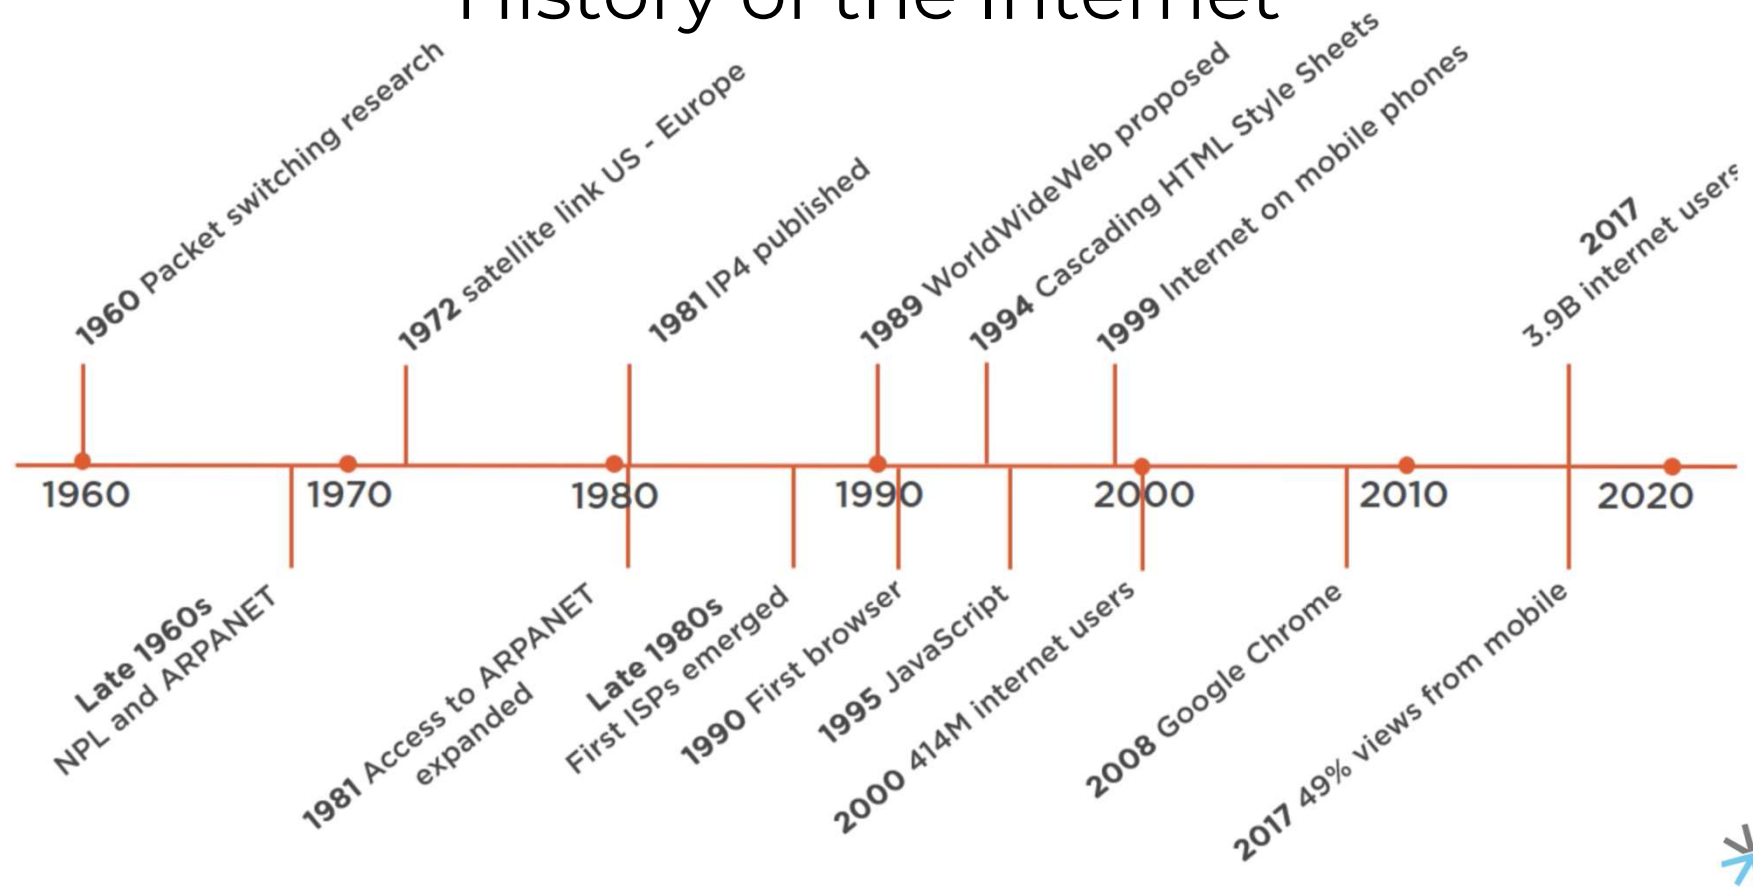 History of the Internet
1960 Packet switching research
1972 satellite link US - Europe
1981 IP4 published
1989 WorldWideWeb proposed
1994 Cascading HTML Style Sheets
1999 Internet on mobile phones
2017
3.9B internet users
1960
1970
1980
1990
2000
2010
2020
Late 1960s
NPL and ARPANET
1981 Access to ARPANET
expanded
Late 1980s
First ISPs emerged
1990 First browser
1995 JavaScript
2000 414M internet users
2008 Google Chrome
2017 49% views from mobile